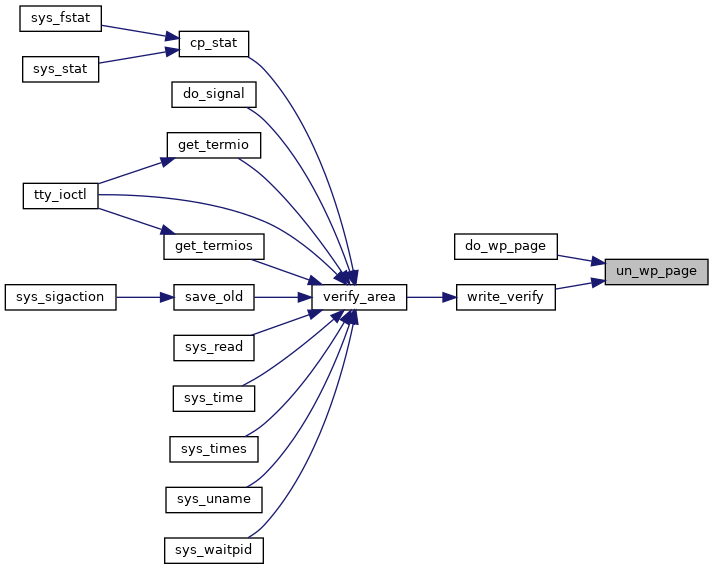 sys_fstat
cp_stat
sys_stat
do_signal
get_termio
tty_ioctl
get_termios
do_wp_page
un_wp_page
sys_sigaction
save_old
verify_area
write_verify
sys_read
sys_time
sys_times
sys_uname
sys_waitpid